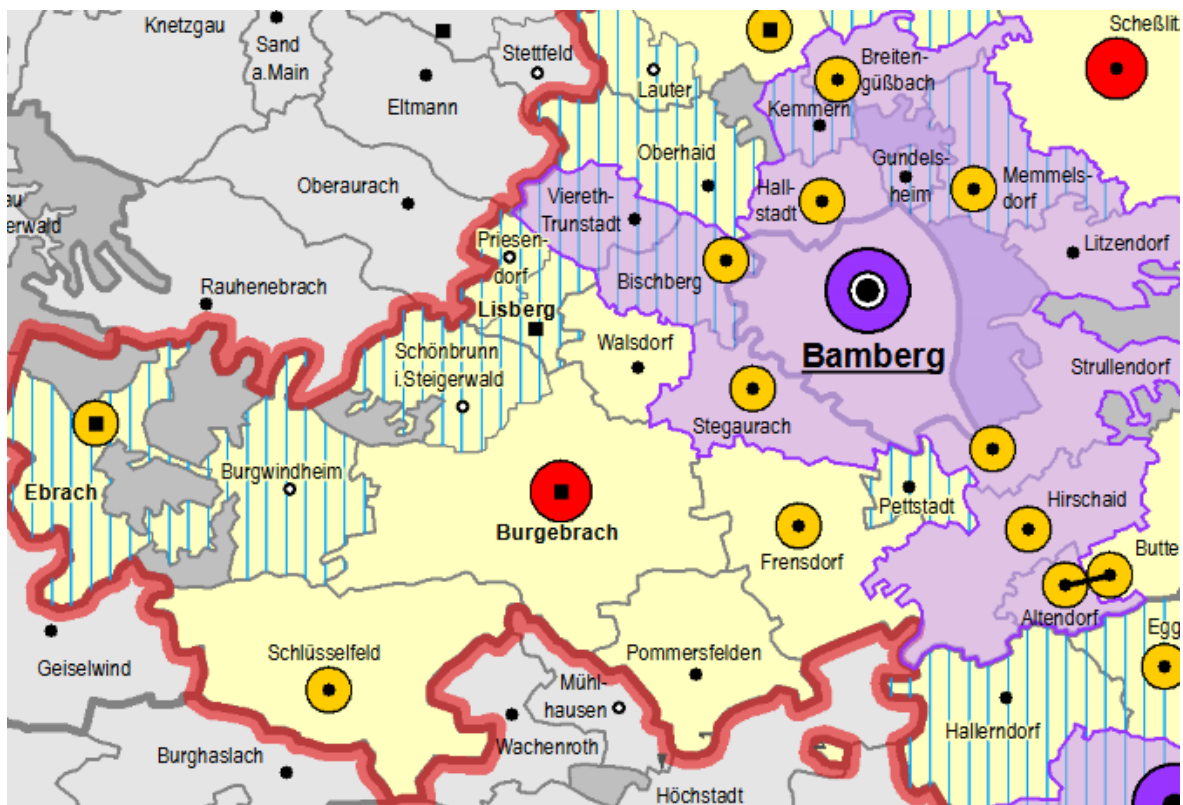 Knetzgau
Sand
a.Main
Stettfeld
Eltmann
Lauter
Breiten-
güßbach
Kemmern
Oberhaid
Gundels-
heim
Memmels-
dorf
Hall-
stadt
Oberaurach
Viereth-
Trunstadt
erwald
Priesen-
dorf
Bischberg
Litzendorf
Rauhenebrach
Lisberg
Schönbrunn
i.Steigerwald
Walsdorf
Bamberg
Strullendorf
Stegaurach
Ebrach
Burgwindheim
Burgebrach
Pettstadt
Hirschaid
Frensdorf
Butte
Altendorf
Egg
Geiselwind
Schlüsselfeld
Pommersfelden
Mühl-
hausen
Wachenroth
Hallerndorf
Burghaslach
Höchstadt